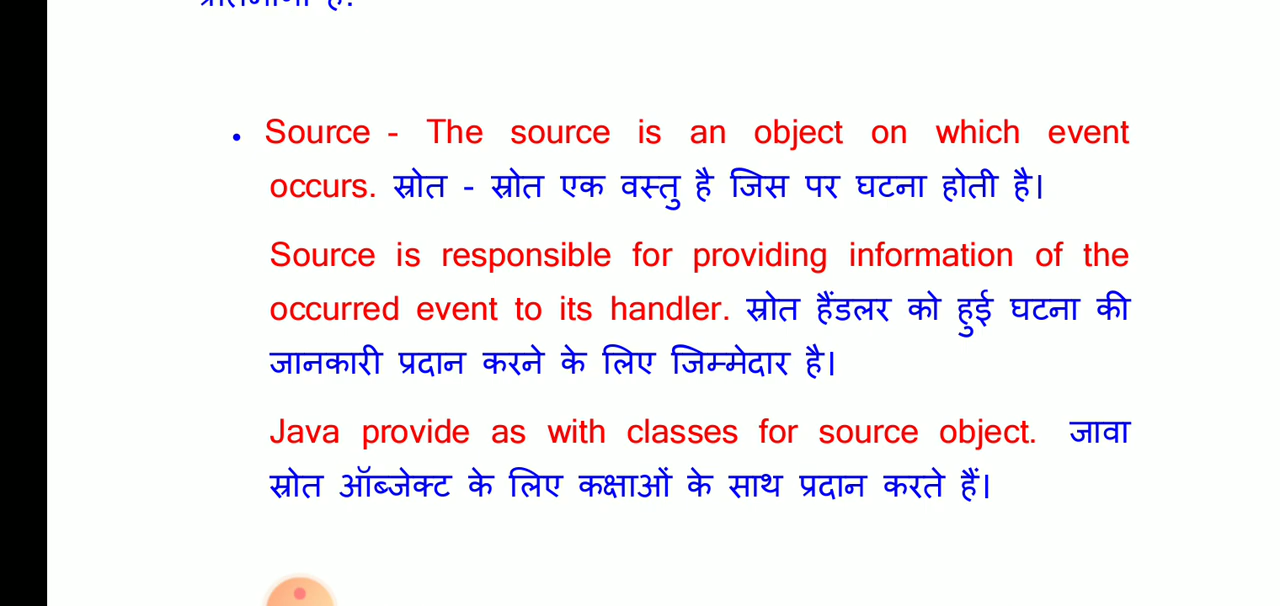 • Source - The source is an object on which event
occurs. स्रोत - स्रोत एक वस्तु है जिस पर घटना होती है।
Source is responsible for providing information of the
occurred event to its handler. स्रोत हैंडलर को हुई घटना की
जानकारी प्रदान करने के लिए जिम्मेदार है।
Java provide as with classes for source object. जावा
स्रोत ऑब्जेक्ट के लिए कक्षाओं के साथ प्रदान करते हैं।